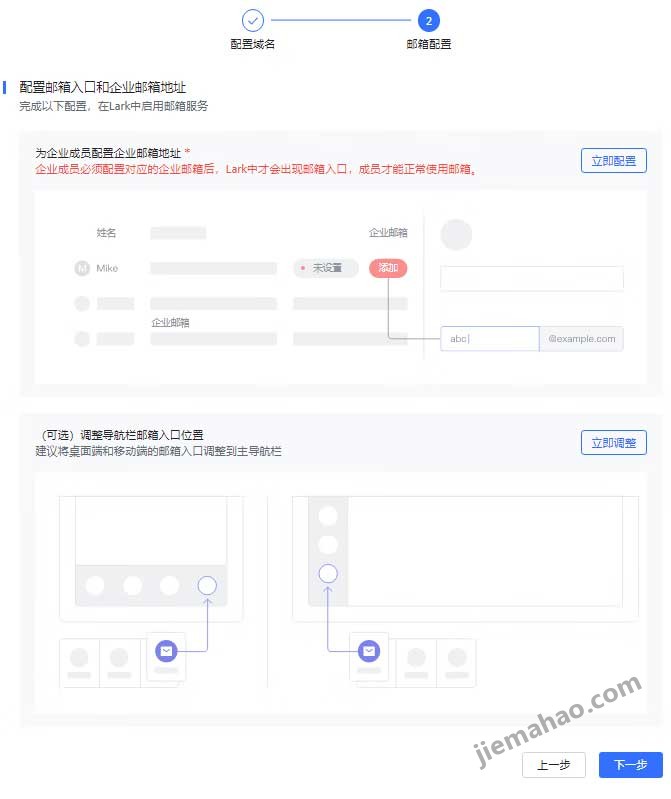 2
配置域名
邮箱配置
配置邮箱入口和企业邮箱地址
完成以下配置，在Lark中启用邮箱服务
为企业成员配置企业邮箱地址 *
立即配置
企业成员必须配置对应的企业邮箱后，Lark中才会出现邮箱入口，成员才能正常使用邮箱。
姓名
企业邮箱
M Mike
未设置
添加
企业邮箱
abc
@example.com
（可选）调整导航栏邮箱入口位置
立即调整
建议将桌面端和移动端的邮箱入口调整到主导航栏
jiemahao.com
上一步
下一步